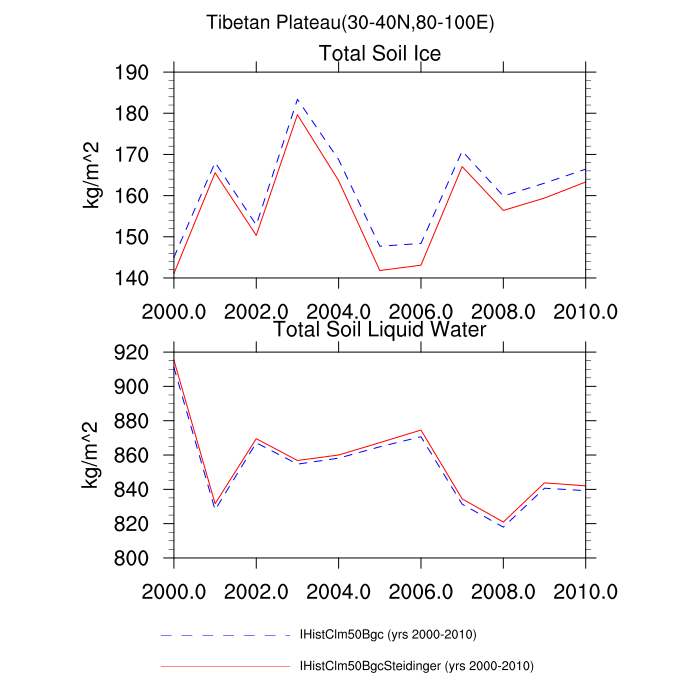 Tibetan Plateau(30-40N,80-100E)
Total Soil Ice
190
180
170
160
150
140
kg/m^2
2000.0 2002.0 2004.0 2006.0 2008.0 2010.0
Total Soil Liquid Water
920
900
880
860
840
820
800
kg/m^2
2000.0 2002.0 2004.0 2006.0 2008.0 2010.0
IHistClm50Bgc (yrs 2000-2010)
IHistClm50BgcSteidinger (yrs 2000-2010)